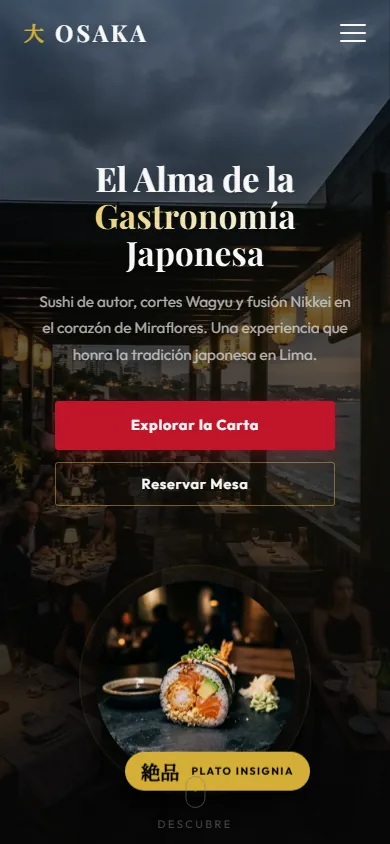 大 OSAKA
El Alma de la
Gastronomía
Japonesa
Sushi de autor, cortes Wagyu y fusión Nikkei en
el corazón de Miraflores. Una experiencia que
honra la tradición japonesa en Lima.
Explorar la Carta
Reservar Mesa
絶品 PLATO INSIGNIA
DESCUBRE